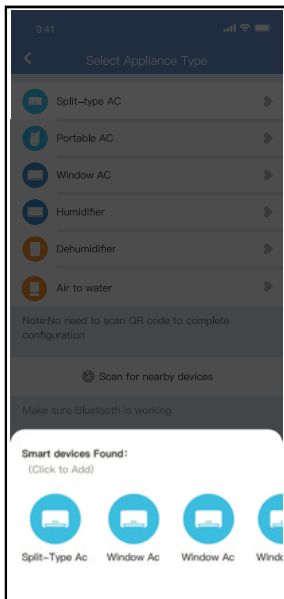 9:41
Select Appliance Type
Split-type AC
Portable AC
Window AC
Humidifier
Dehumidifier
Air to water
Note:No need to scan QR code to complete
configuration
Scan for nearby devices
Make sure Bluetooth is working.
Smart devices Found:
(Click to Add)
Split-Type Ac Window Ac Window Ac Windo